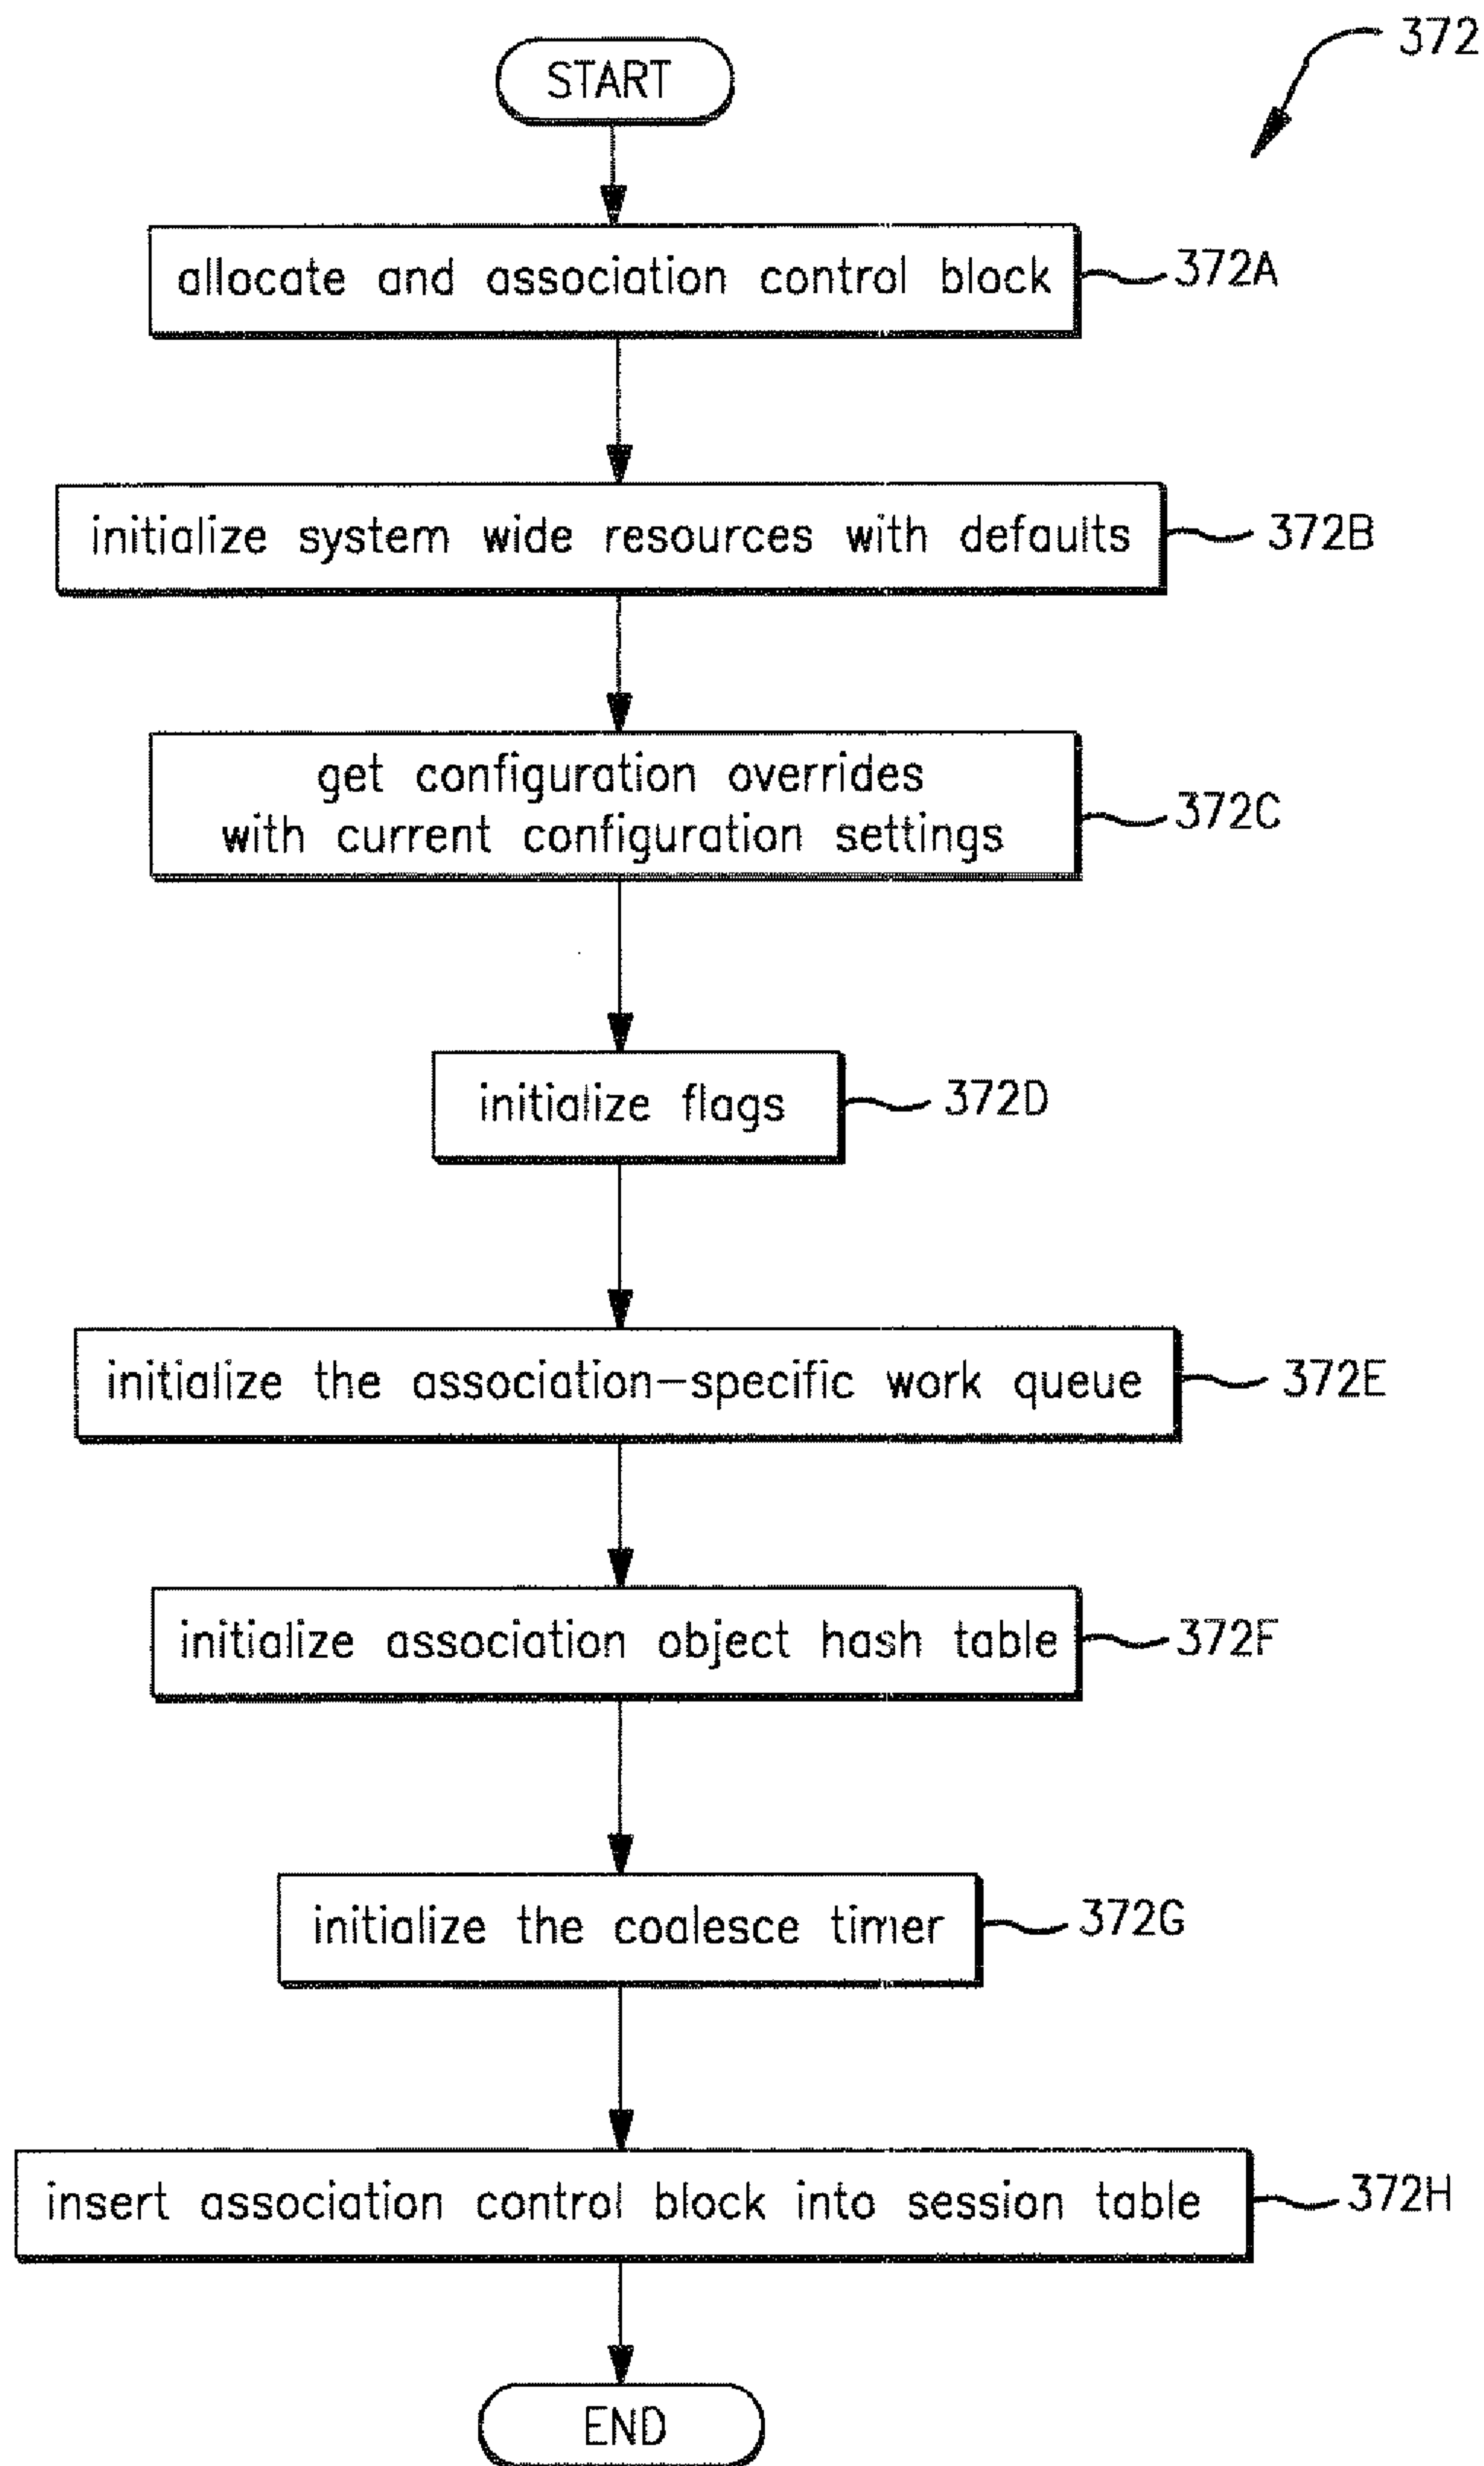 372
START
allocate and association control block
372A
initialize system wide resources with defaults
372B
get configuration overrides
with current configuration settings
372C
initialize flags
372D
initialize the association-specific work queue
372E
initialize association object hash table
372F
initialize the coalesce timer
372G
insert association control block into session table
372H
END